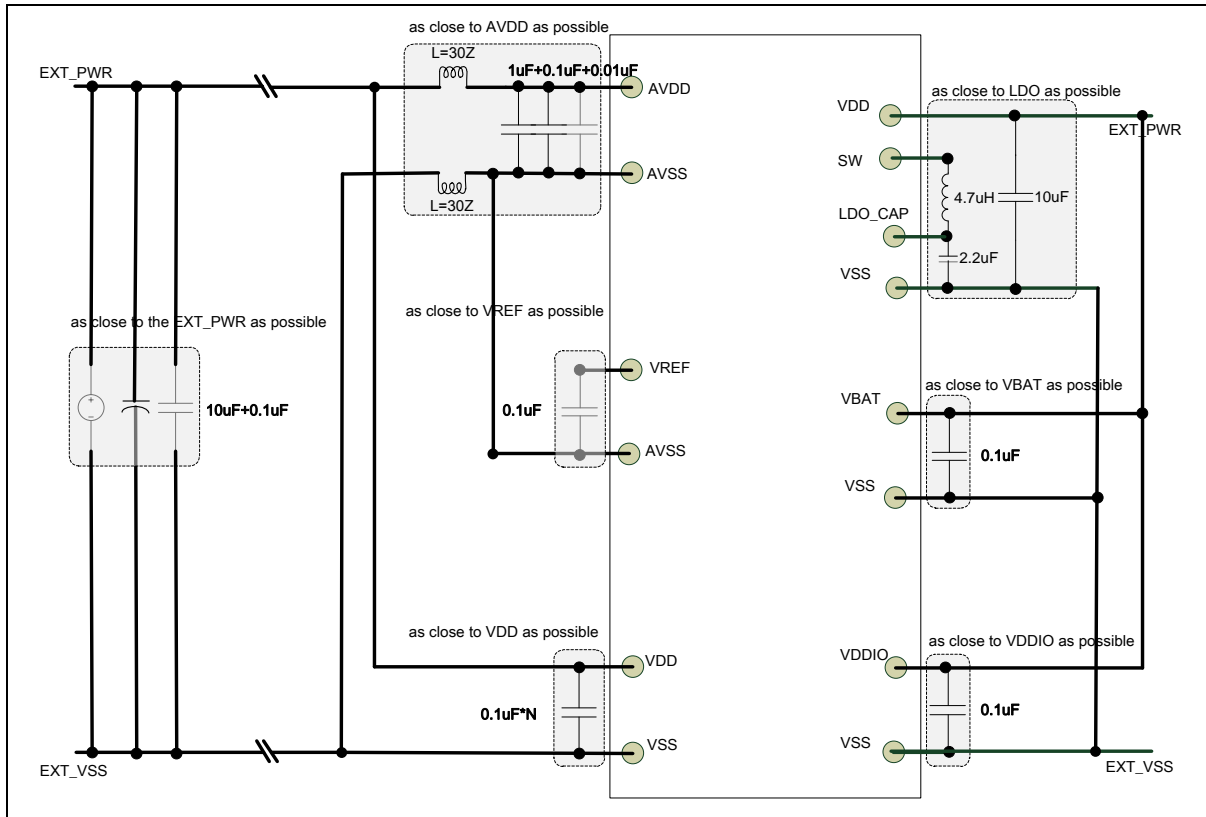 as close to AVDD as possible
L=30Z
1uF+0.1uF+0.01uF
EXT_PWR
AVDD
AVSS
L=30Z
as close to LDO as possible
VDD
EXT_PWR
SW
4.7uH
10uF
LDO_CAP
2.2uF
VSS
as close to the EXT_PWR as possible
+
-
10uF+0.1uF
as close to VREF as possible
VREF
0.1uF
AVSS
as close to VBAT as possible
VBAT
0.1uF
VSS
as close to VDD as possible
VDD
0.1uF*N
VSS
as close to VDDIO as possible
VDDIO
0.1uF
VSS
EXT_VSS
EXT_VSS